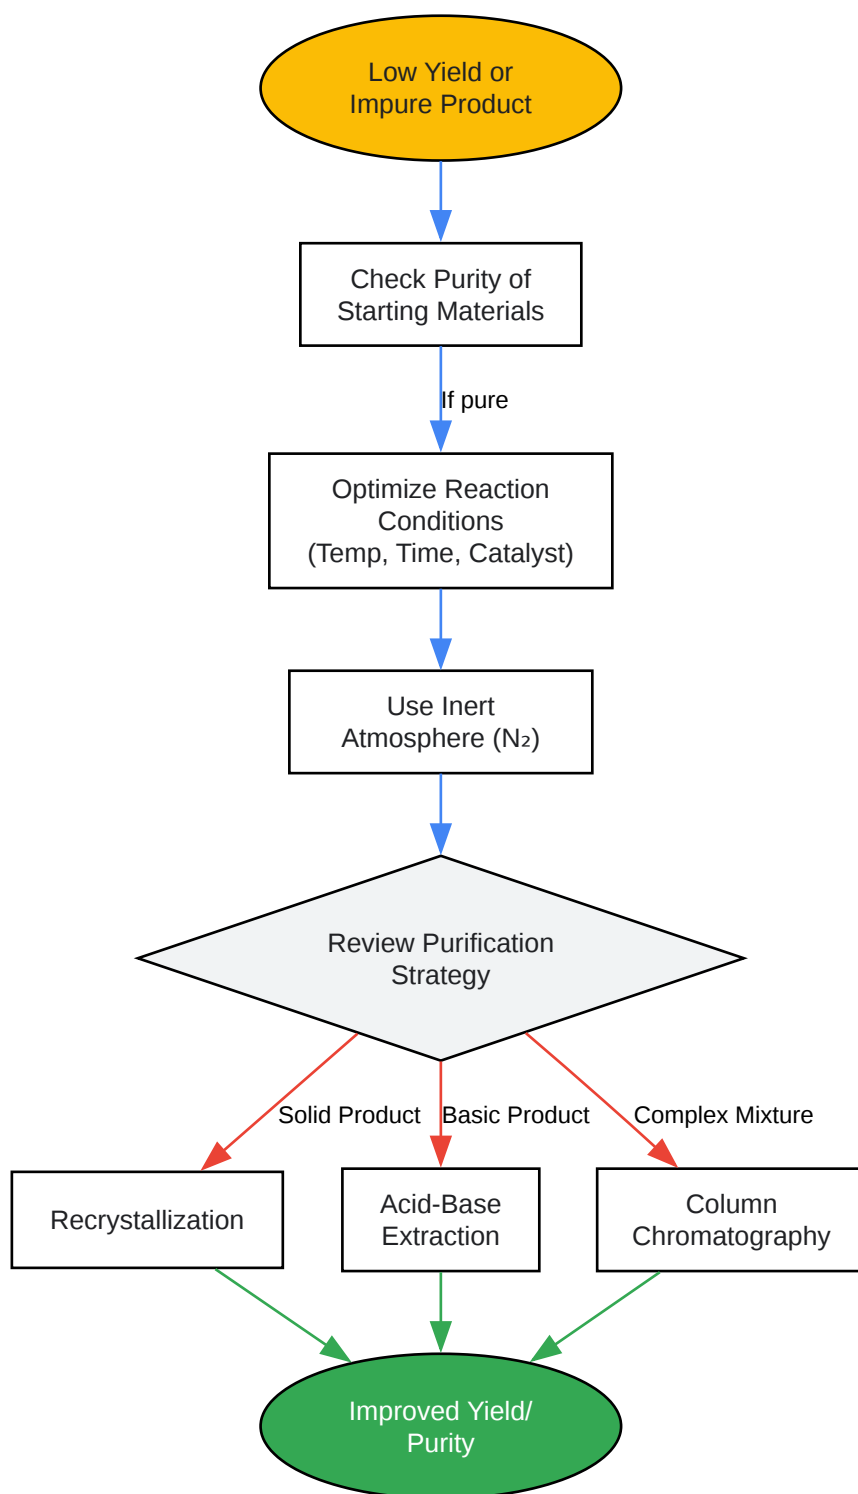 Low Yield or
Impure Product
Check Purity of
Starting Materials
If pure
Optimize Reaction
Conditions
(Temp, Time, Catalyst)
Use Inert
Atmosphere (N₂)
Review Purification
Strategy
Solid Product
Basic Product
Complex Mixture
Recrystallization
Acid-Base
Extraction
Column
Chromatography
Improved Yield/
Purity